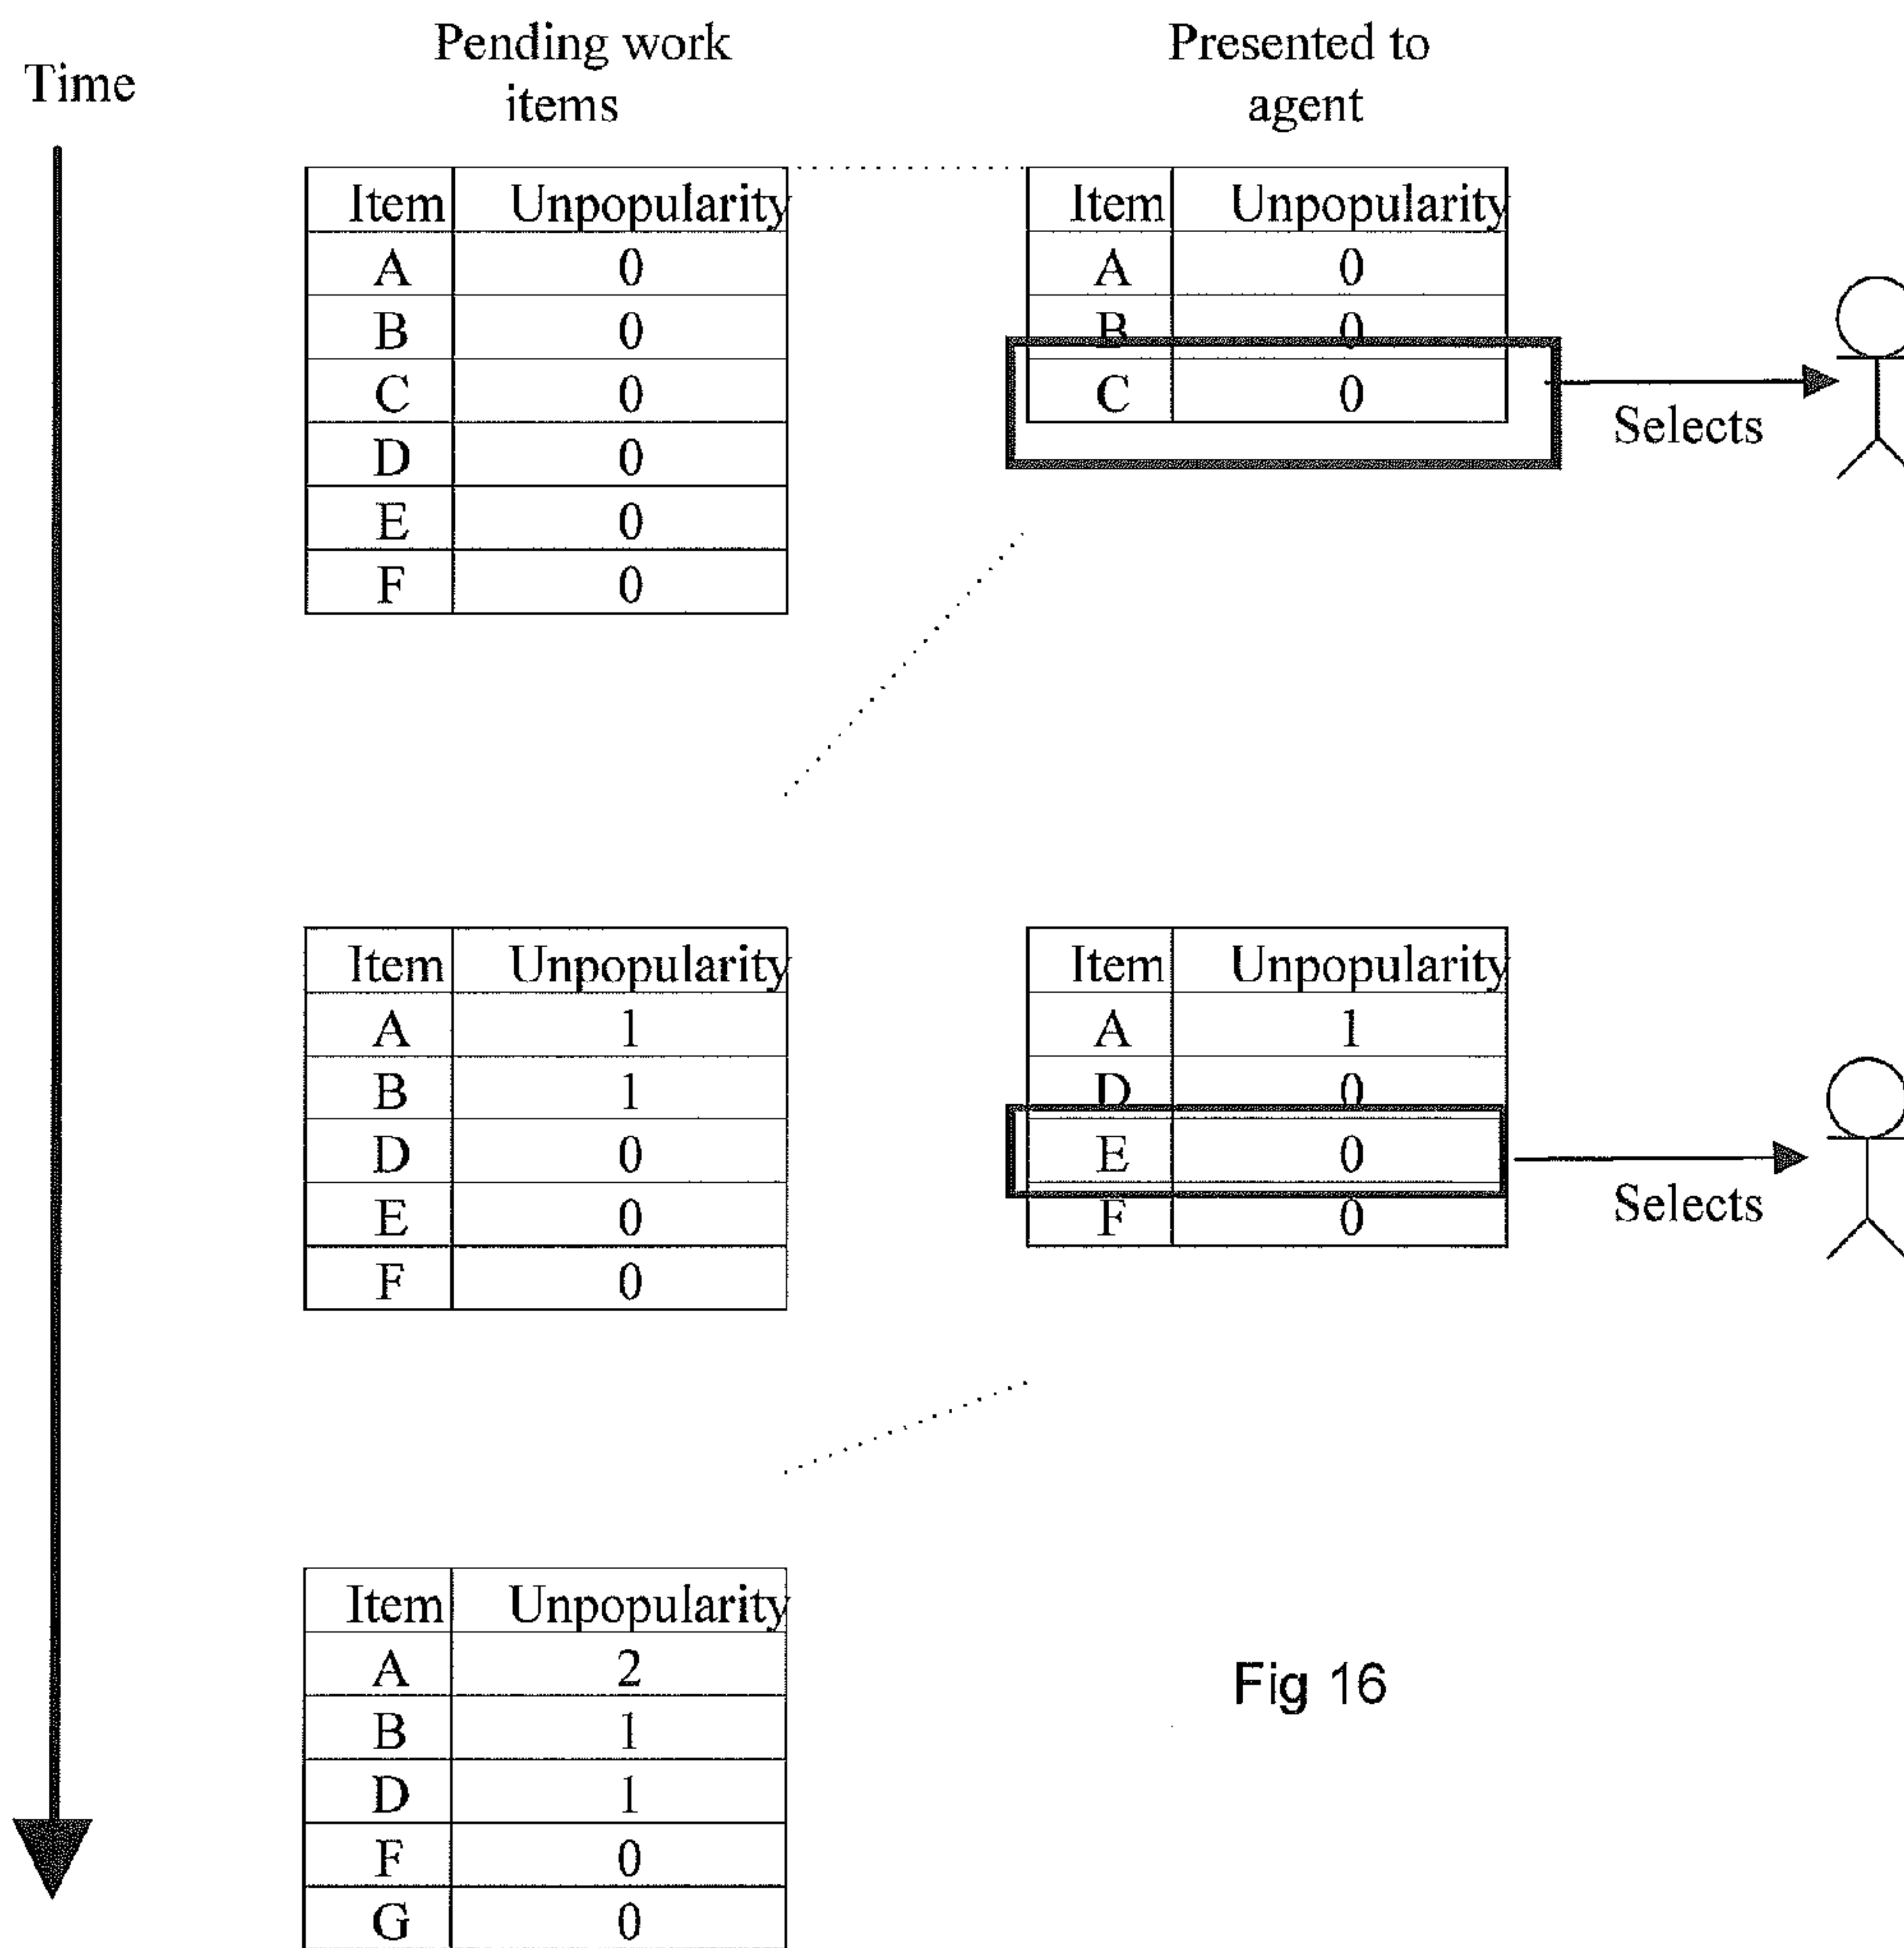 Time
Pending work
items
Presented to
agent
Item Unpopularity
A 0
B 0
C 0
D 0
E 0
F 0
Item Unpopularity
A 0
B 0
C 0
Selects
Item Unpopularity
A 1
B 1
D 0
E 0
F 0
Item Unpopularity
A 1
D 0
E 0
F 0
Selects
Item Unpopularity
A 2
B 1
D 1
F 0
G 0
Fig 16